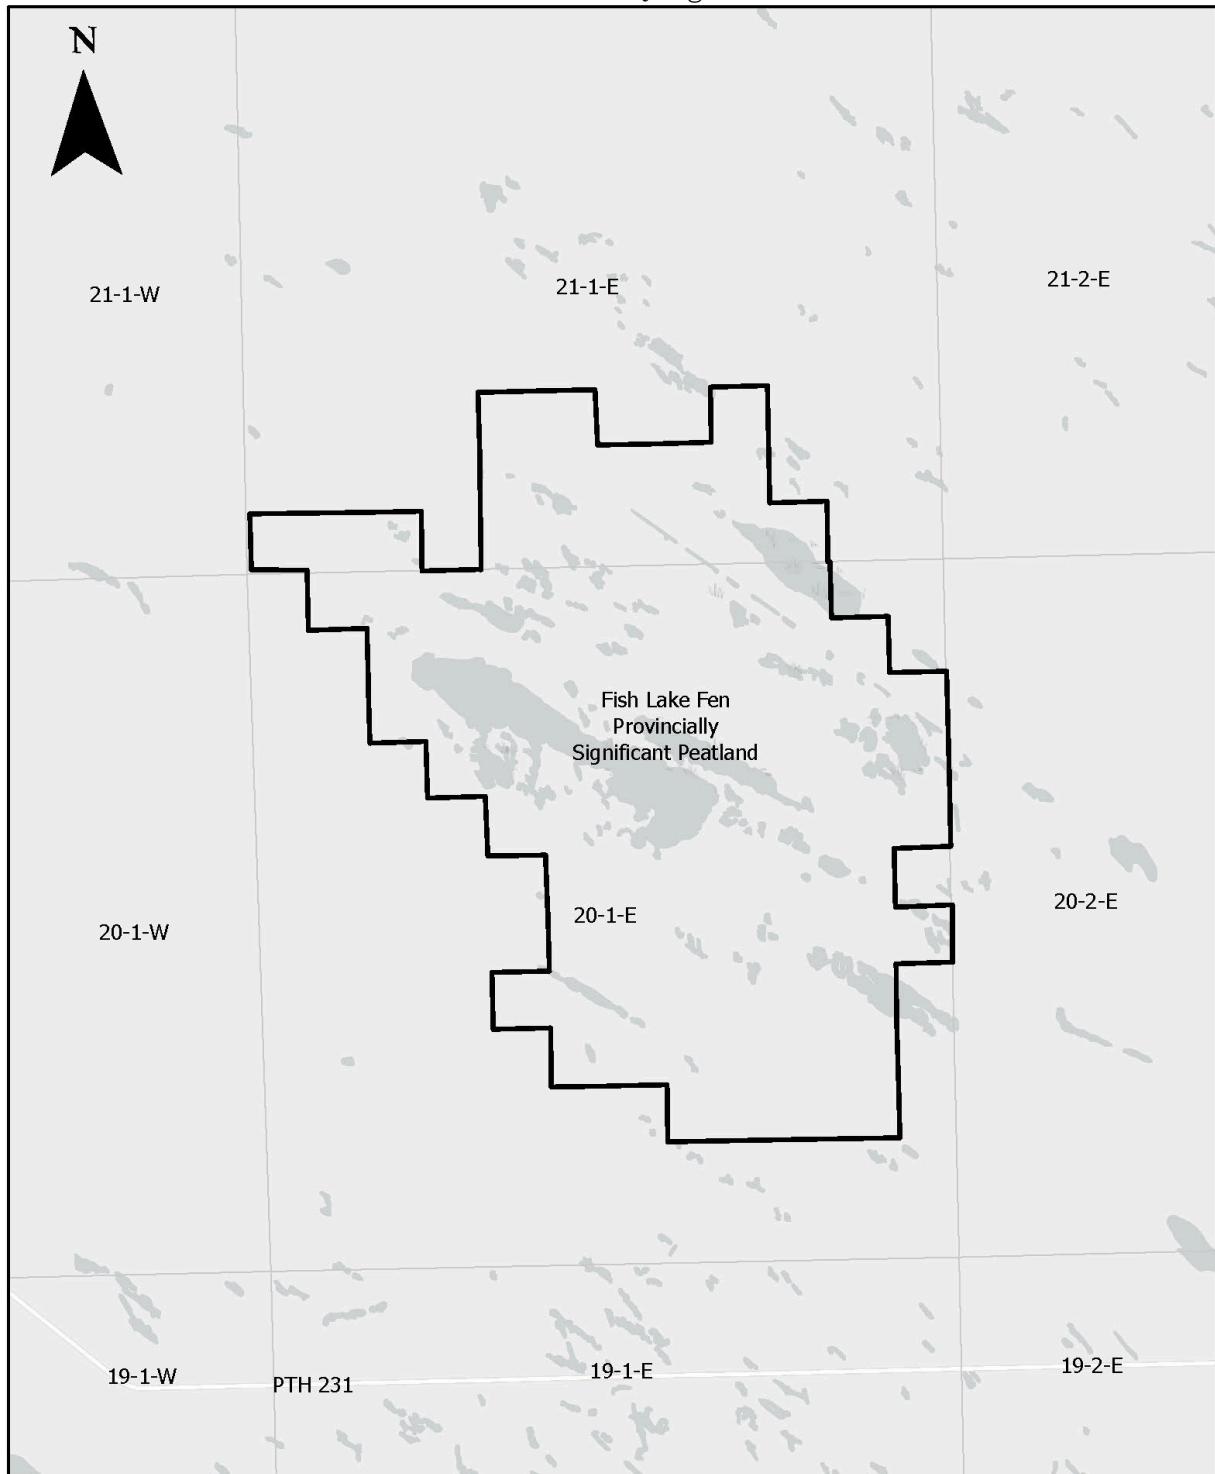 N
21-1-W
21-1-E
21-2-E
Fish Lake Fen
Provincially
Significant Peatland
20-1-W
20-1-E
20-2-E
19-1-W
PTH 231
19-1-E
19-2-E